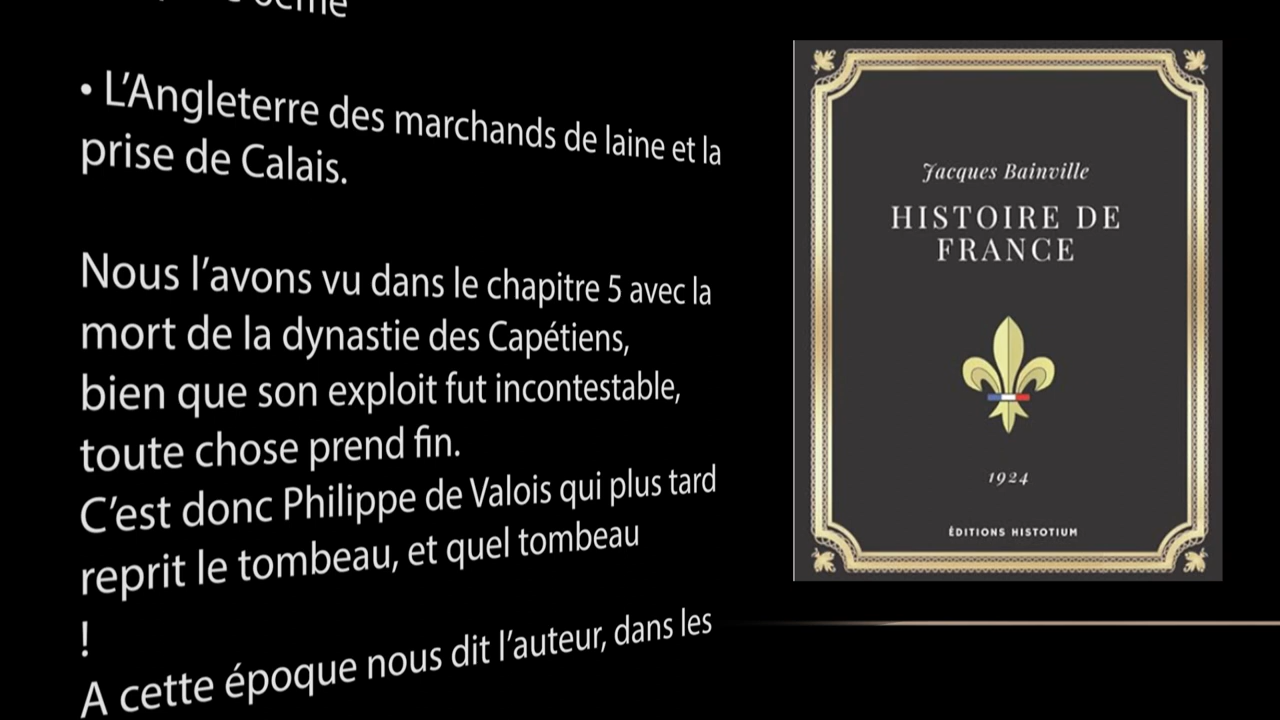 • L’Angleterre des marchands de laine et la
prise de Calais.
Nous l’avons vu dans le chapitre 5 avec la
mort de la dynastie des Capétiens,
bien que son exploit fut incontestable,
toute chose prend fin.
C’est donc Philippe de Valois qui plus tard
reprit le tombeau, et quel tombeau
!
A cette époque nous dit l’auteur, dans les
Jacques Bainville
HISTOIRE DE
FRANCE
1924
ÉDITIONS HISTOTIUM